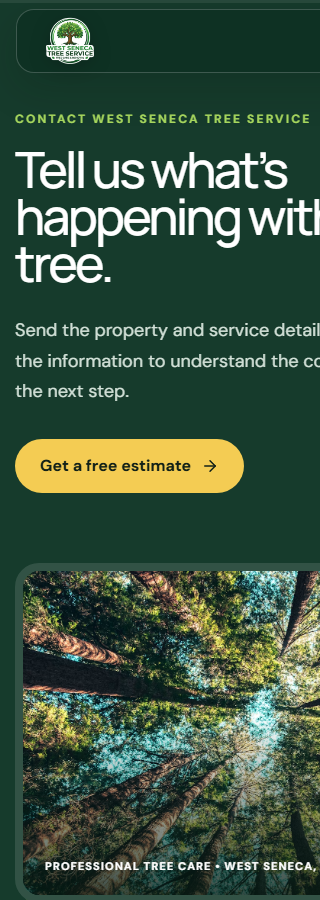 WEST SENECA
TREE SERVICE
CONTACT WEST SENECA TREE SERVICE
Tell us what's
happening with
tree.
Send the property and service detail
the information to understand the co
the next step.
Get a free estimate →
PROFESSIONAL TREE CARE • WEST SENECA,